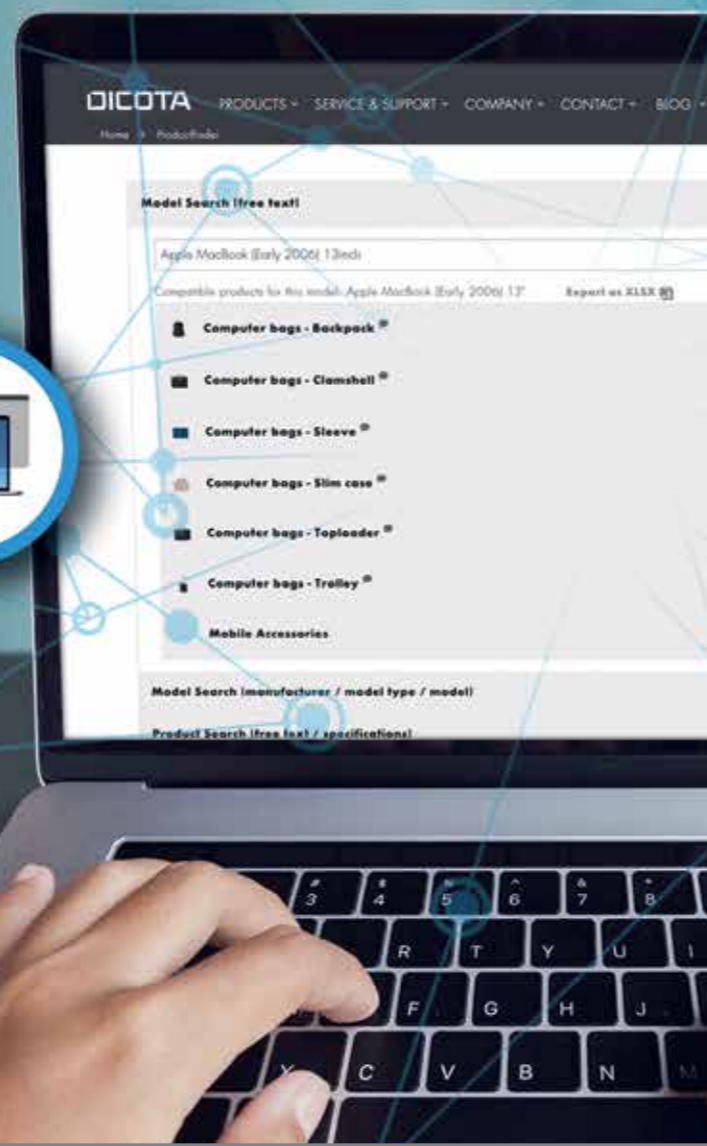 DICOTA PRODUCTS SERVICE & SUPPORT COMPANY CONTACT BLOG
Home > Productfinder
Model Search (free text)
Apple MacBook (Early 2006) 13inch
Compatible products for this model: Apple MacBook (Early 2006) 13" Export as XLSX
Computer bags - Backpack
Computer bags - Clamshell
Computer bags - Sleeve
Computer bags - Slim case
Computer bags - Toploader
Computer bags - Trolley
Mobile Accessories
Model Search (manufacturer / model type / model)
Product Search (free text / specifications)
# $ % ^ & *
3 4 5 6 7 8
R T Y U I
F G H J
X C V B N M